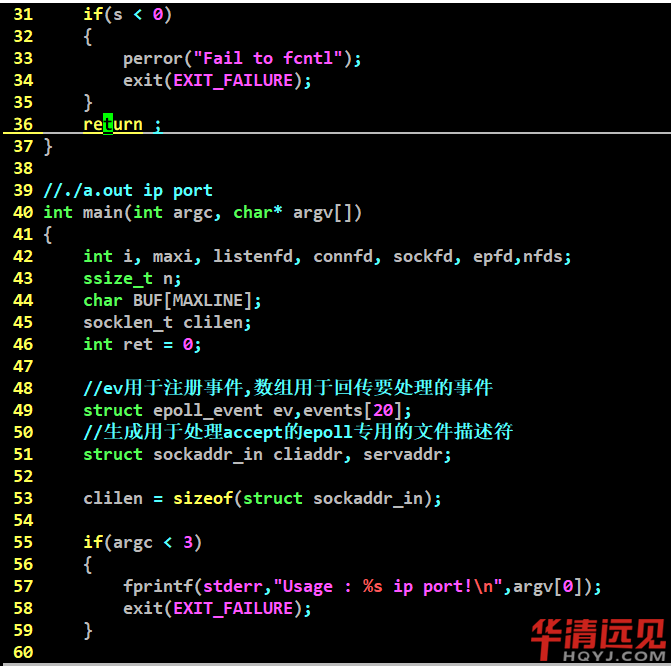 31     if(s < 0)
32     {
33         perror("Fail to fcntl");
34         exit(EXIT_FAILURE);
35     }
36     return ;
37 }
38
39 //./a.out ip port
40 int main(int argc, char* argv[])
41 {
42     int i, maxi, listenfd, connfd, sockfd, epfd,nfds;
43     ssize_t n;
44     char BUF[MAXLINE];
45     socklen_t clilen;
46     int ret = 0;
47
48     //ev用于注册事件,数组用于回传要处理的事件
49     struct epoll_event ev,events[20];
50     //生成用于处理accept的epoll专用的文件描述符
51     struct sockaddr_in cliaddr, servaddr;
52
53     clilen = sizeof(struct sockaddr_in);
54
55     if(argc < 3)
56     {
57         fprintf(stderr,"Usage : %s ip port!\n",argv[0]);
58         exit(EXIT_FAILURE);
59     }
60
华清远见
HQYJ.COM